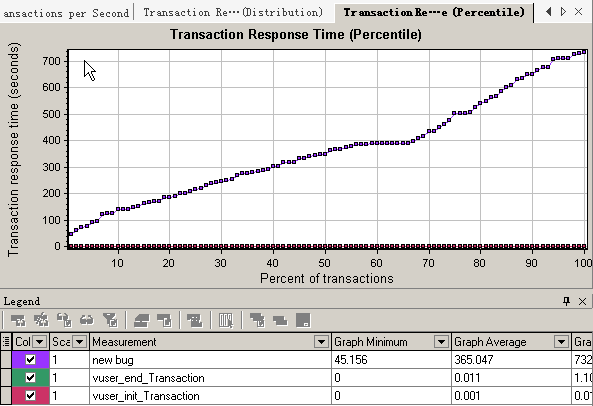 ansactions per Second Transaction Re⋯(Distribution) Transaction Re⋯e (Percentile)
Transaction Response Time (Percentile)
Transaction response time (seconds)
700
600
500
400
300
200
100
0
10 20 30 40 50 60 70 80 90 100
Percent of transactions
Legend
Col Sca Measurement Graph Minimum Graph Average Gra
1 new bug 45.156 365.047 732
1 vuser_end_Transaction 0 0.011 1.10
1 vuser_init_Transaction 0 0.001 0.01